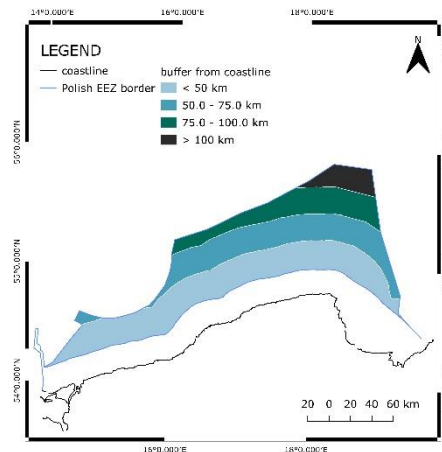 14°0.000'E 16°0.000'E 18°0.000'E
LEGEND
coastline
Polish EEZ border
buffer from coastline
< 50 km
50.0 - 75.0 km
75.0 - 100.0 km
> 100 km
N
56°0.000'N
55°0.000'N
54°0.000'N
20 0 20 40 60 km
16°0.000'E 18°0.000'E